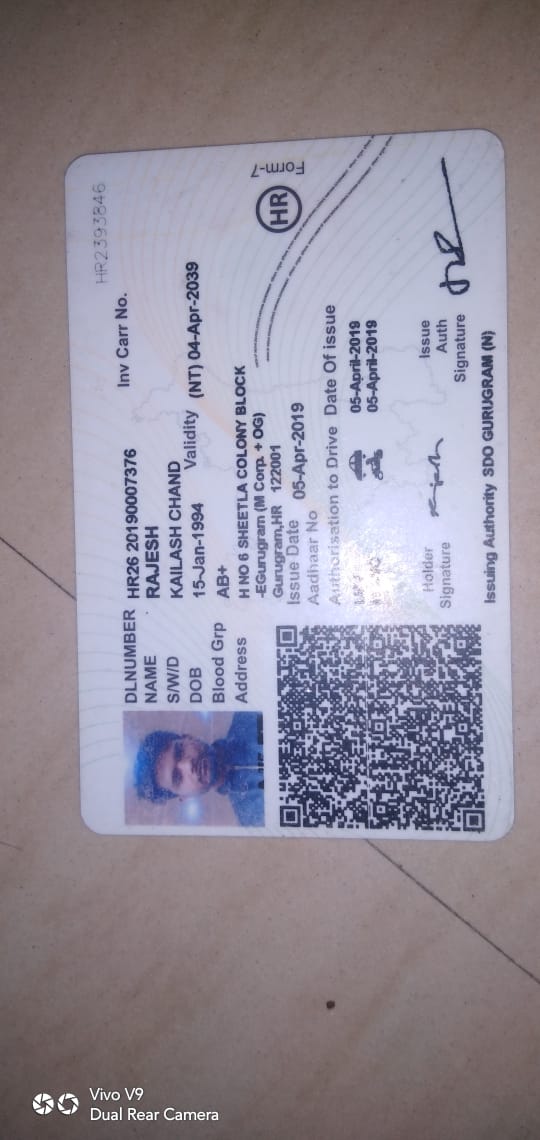 HR2393846
Form-7
HR
DLNUMBER HR26 20190007376 Inv Carr No.
NAME RAJESH
S/W/D KAILASH CHAND
DOB 15-Jan-1994 Validity (NT) 04-Apr-2039
Blood Grp AB+
Address H NO 6 SHEETLA COLONY BLOCK
-EGurugram (M Corp. + OG)
Gurugram,HR 122001
Issue Date 05-Apr-2019
Aadhaar No
Authorisation to Drive Date Of issue
05-April-2019
05-April-2019
Holder
Signature
Issue
Auth
Signature
Issuing Authority SDO GURUGRAM (N)
Vivo V9
Dual Rear Camera